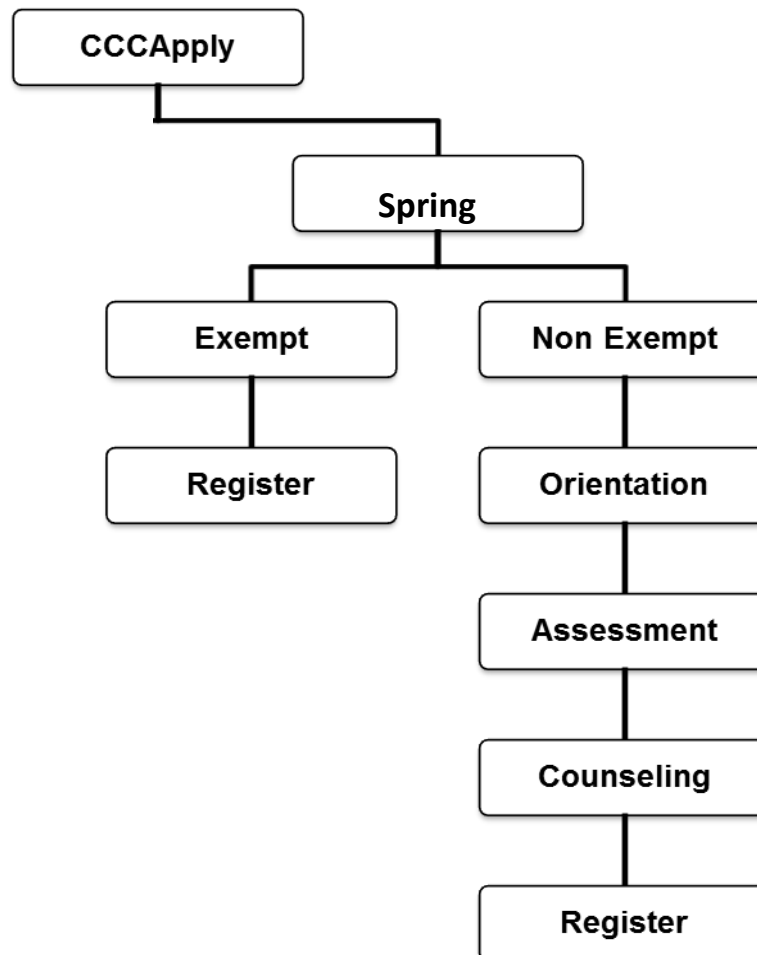 CCCApply
Spring
Exempt
Non Exempt
Register
Orientation
Assessment
Counseling
Register